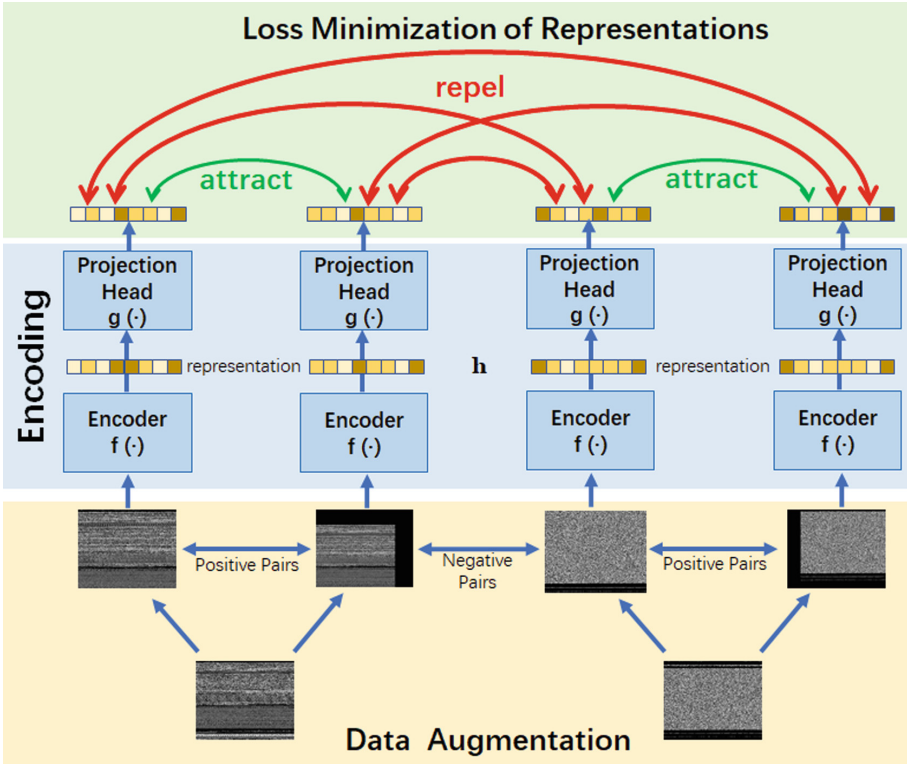 Loss Minimization of Representations
repel
attract
attract
Encoding
Projection
Head
g (·)
Projection
Head
g (·)
Projection
Head
g (·)
Projection
Head
g (·)
representation
h
representation
Encoder
f (·)
Encoder
f (·)
Encoder
f (·)
Encoder
f (·)
Positive Pairs
Negative
Pairs
Positive Pairs
Data Augmentation